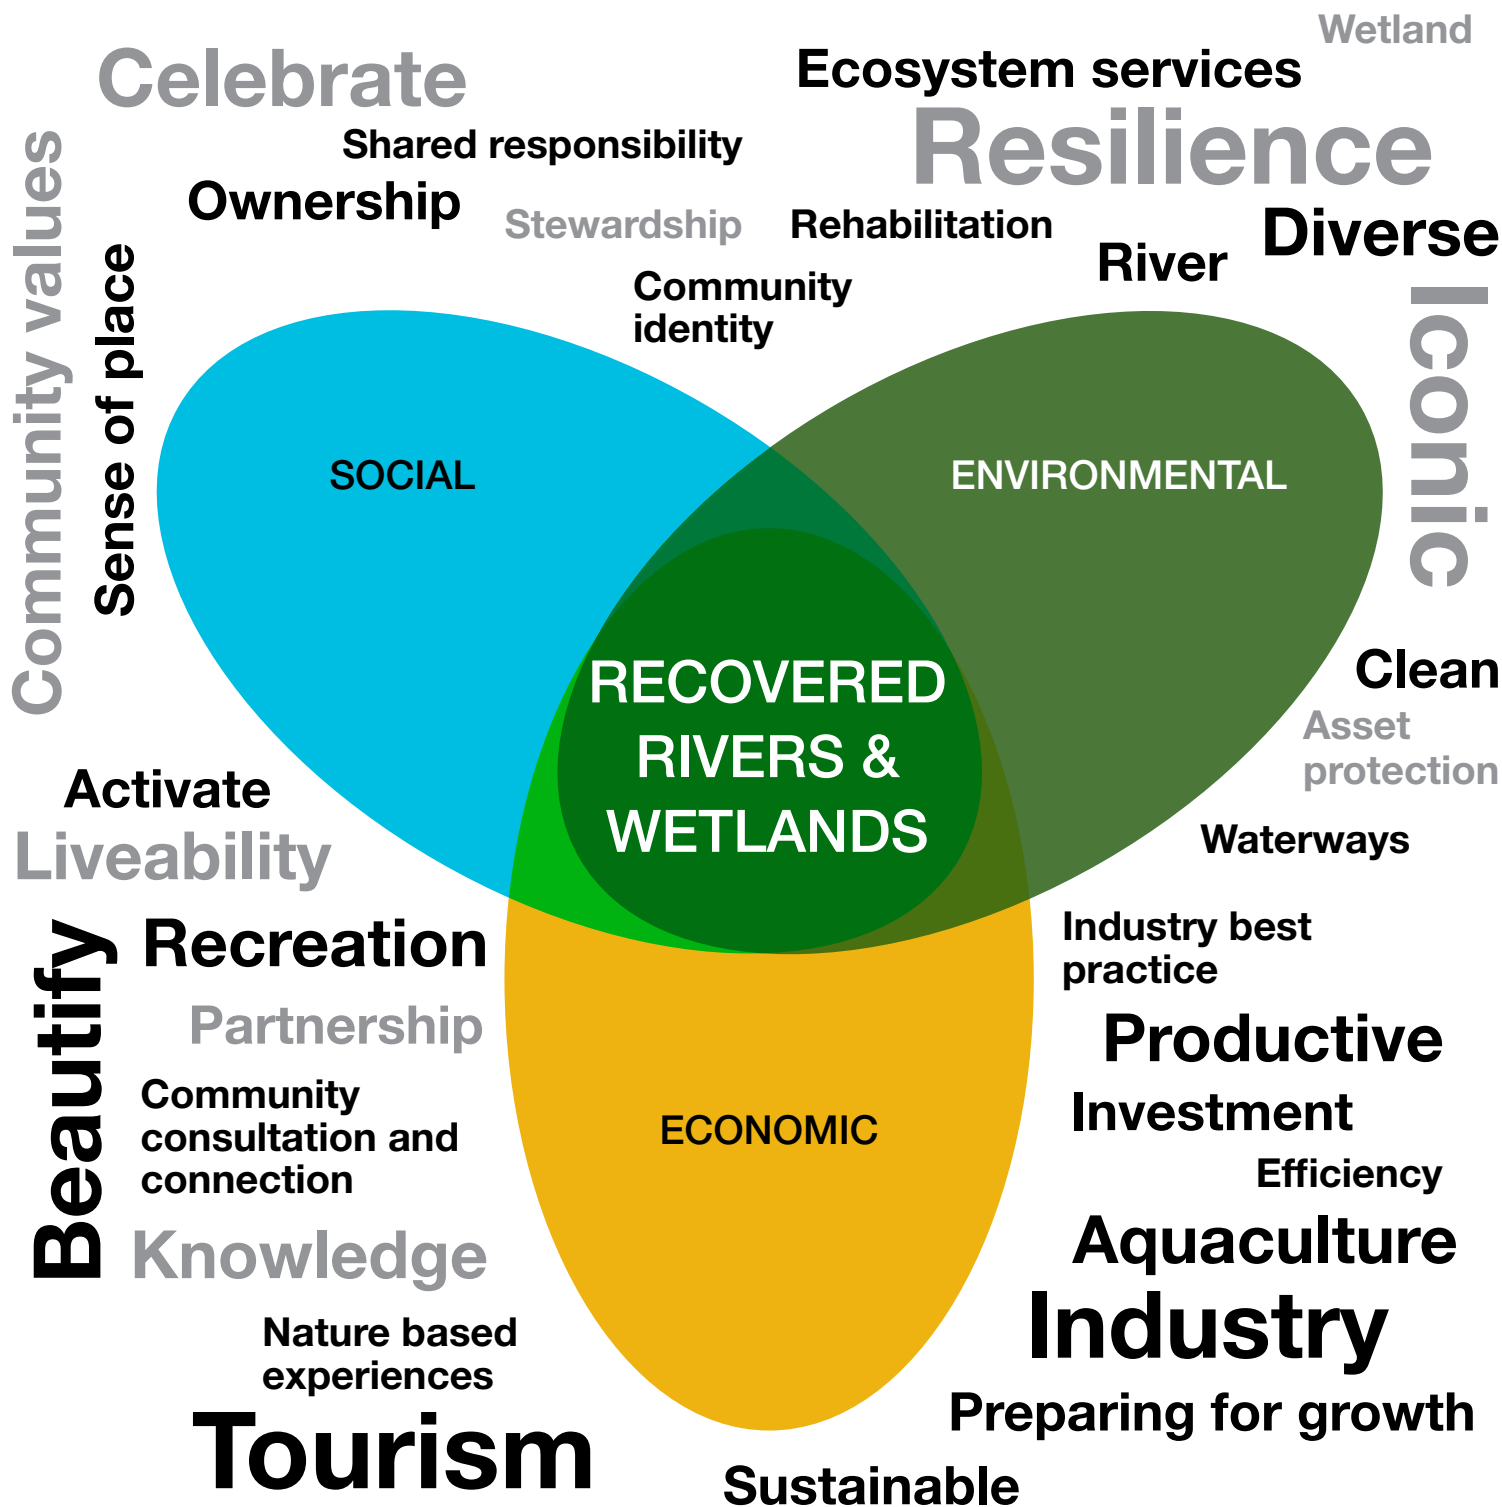 Wetland
Celebrate
Ecosystem services
Shared responsibility
Resilience
Ownership
Stewardship
Rehabilitation
Diverse
River
Community
identity
Community values
Sense of place
Iconic
SOCIAL
ENVIRONMENTAL
RECOVERED
RIVERS &
WETLANDS
Clean
Asset
protection
Activate
Waterways
Liveability
Recreation
Industry best
practice
Beautify
Partnership
Productive
Community
consultation and
connection
Investment
ECONOMIC
Efficiency
Knowledge
Aquaculture
Industry
Nature based
experiences
Preparing for growth
Tourism
Sustainable